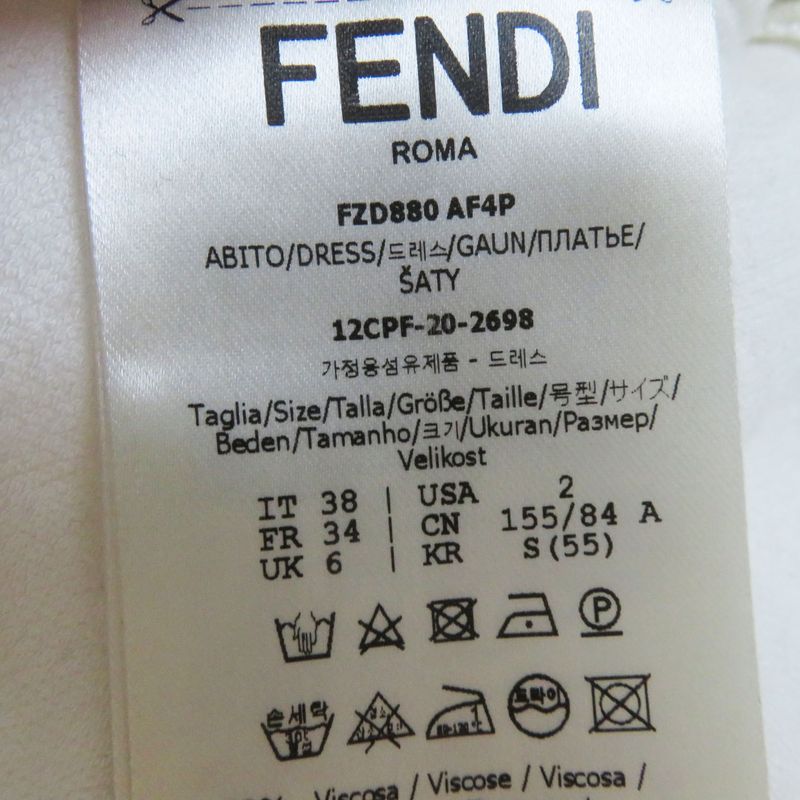 FENDI
ROMA
FZD880 AF4P
ABITO/DRESS/드레스/GAUN/ПЛАТЬЕ/
ŠATY
12CPF-20-2698
가정용섬유제품 - 드레스
Taglia/Size/Talla/Größe/Taille/号型/サイズ/
Beden/Tamanho/크기/Ukuran/Размер/
Velikost
IT 38 | USA 2
FR 34 | CN 155/84 A
UK 6 | KR S(55)
P
손세탁 드라이
Viscosa / Viscose / Viscosa /